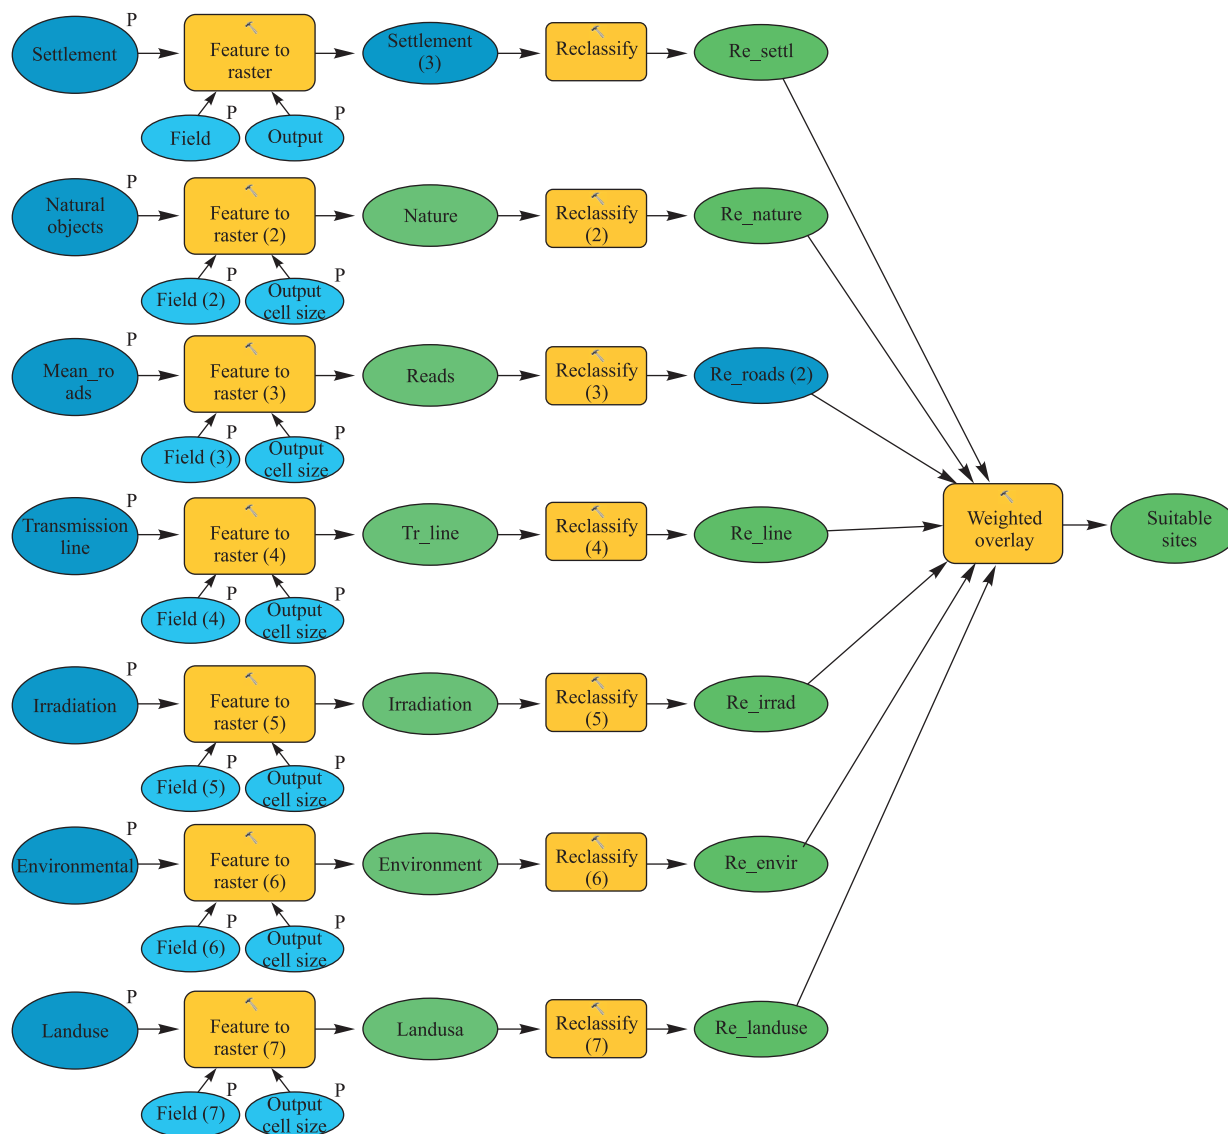 P
Settlement
Feature to
raster
Settlement
(3)
Reclassify
Re_settl
P
P
Field
Output
P
Natural
objects
Feature to
raster (2)
Nature
Reclassify
(2)
Re_nature
P
P
Field (2)
Output
cell size
P
Mean_ro
ads
Feature to
raster (3)
Reads
Reclassify
(3)
Re_roads (2)
P
P
Field (3)
Output
cell size
P
Transmission
line
Feature to
raster (4)
Tr_line
Reclassify
(4)
Re_line
Weighted
overlay
Suitable
sites
P
P
Field (4)
Output
cell size
P
Irradiation
Feature to
raster (5)
Irradiation
Reclassify
(5)
Re_irrad
P
P
Field (5)
Output
cell size
P
Environmental
Feature to
raster (6)
Environment
Reclassify
(6)
Re_envir
P
P
Field (6)
Output
cell size
P
Landuse
Feature to
raster (7)
Landusa
Reclassify
(7)
Re_landuse
P
P
Field (7)
Output
cell size